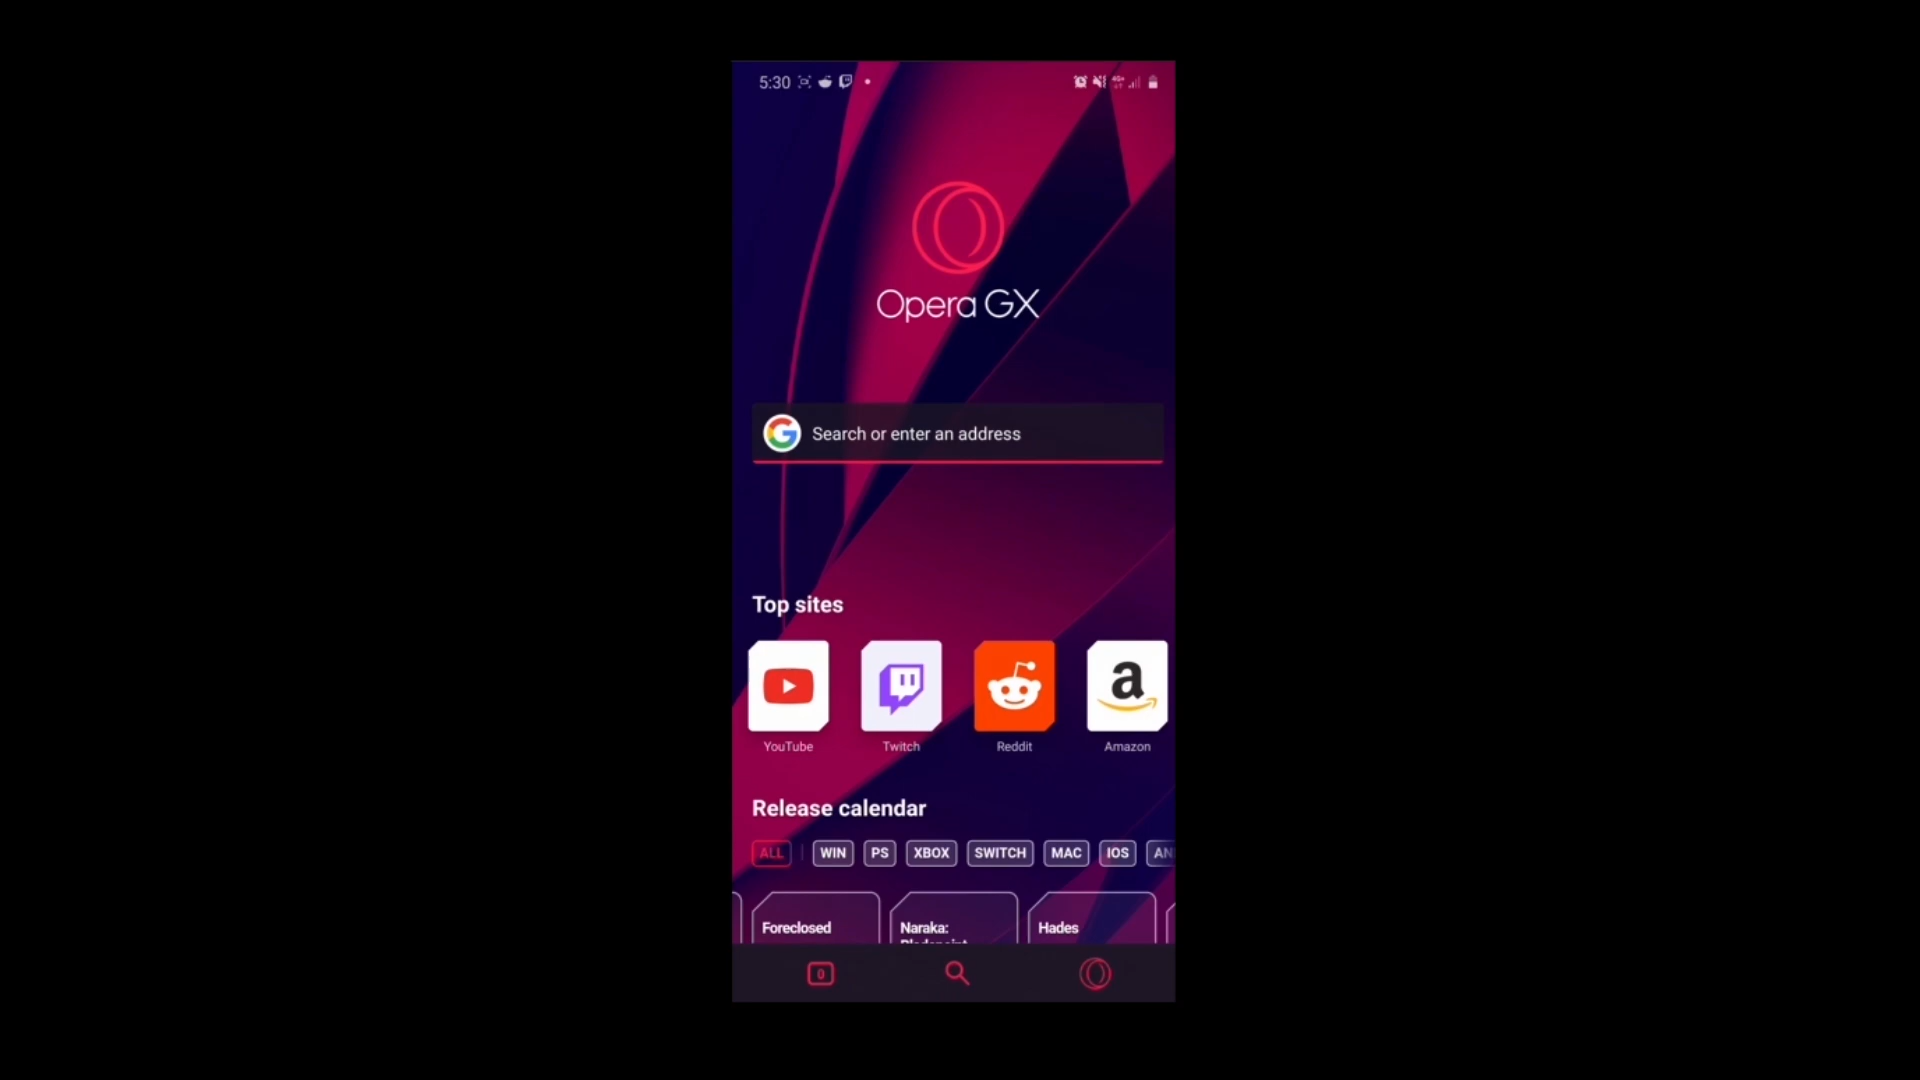 5:30
Opera GX
Search or enter an address
Top sites
YouTube Twitch Reddit Amazon
Release calendar
ALL WIN PS XBOX SWITCH MAC IOS AN
Foreclosed Naraka: Hades
0